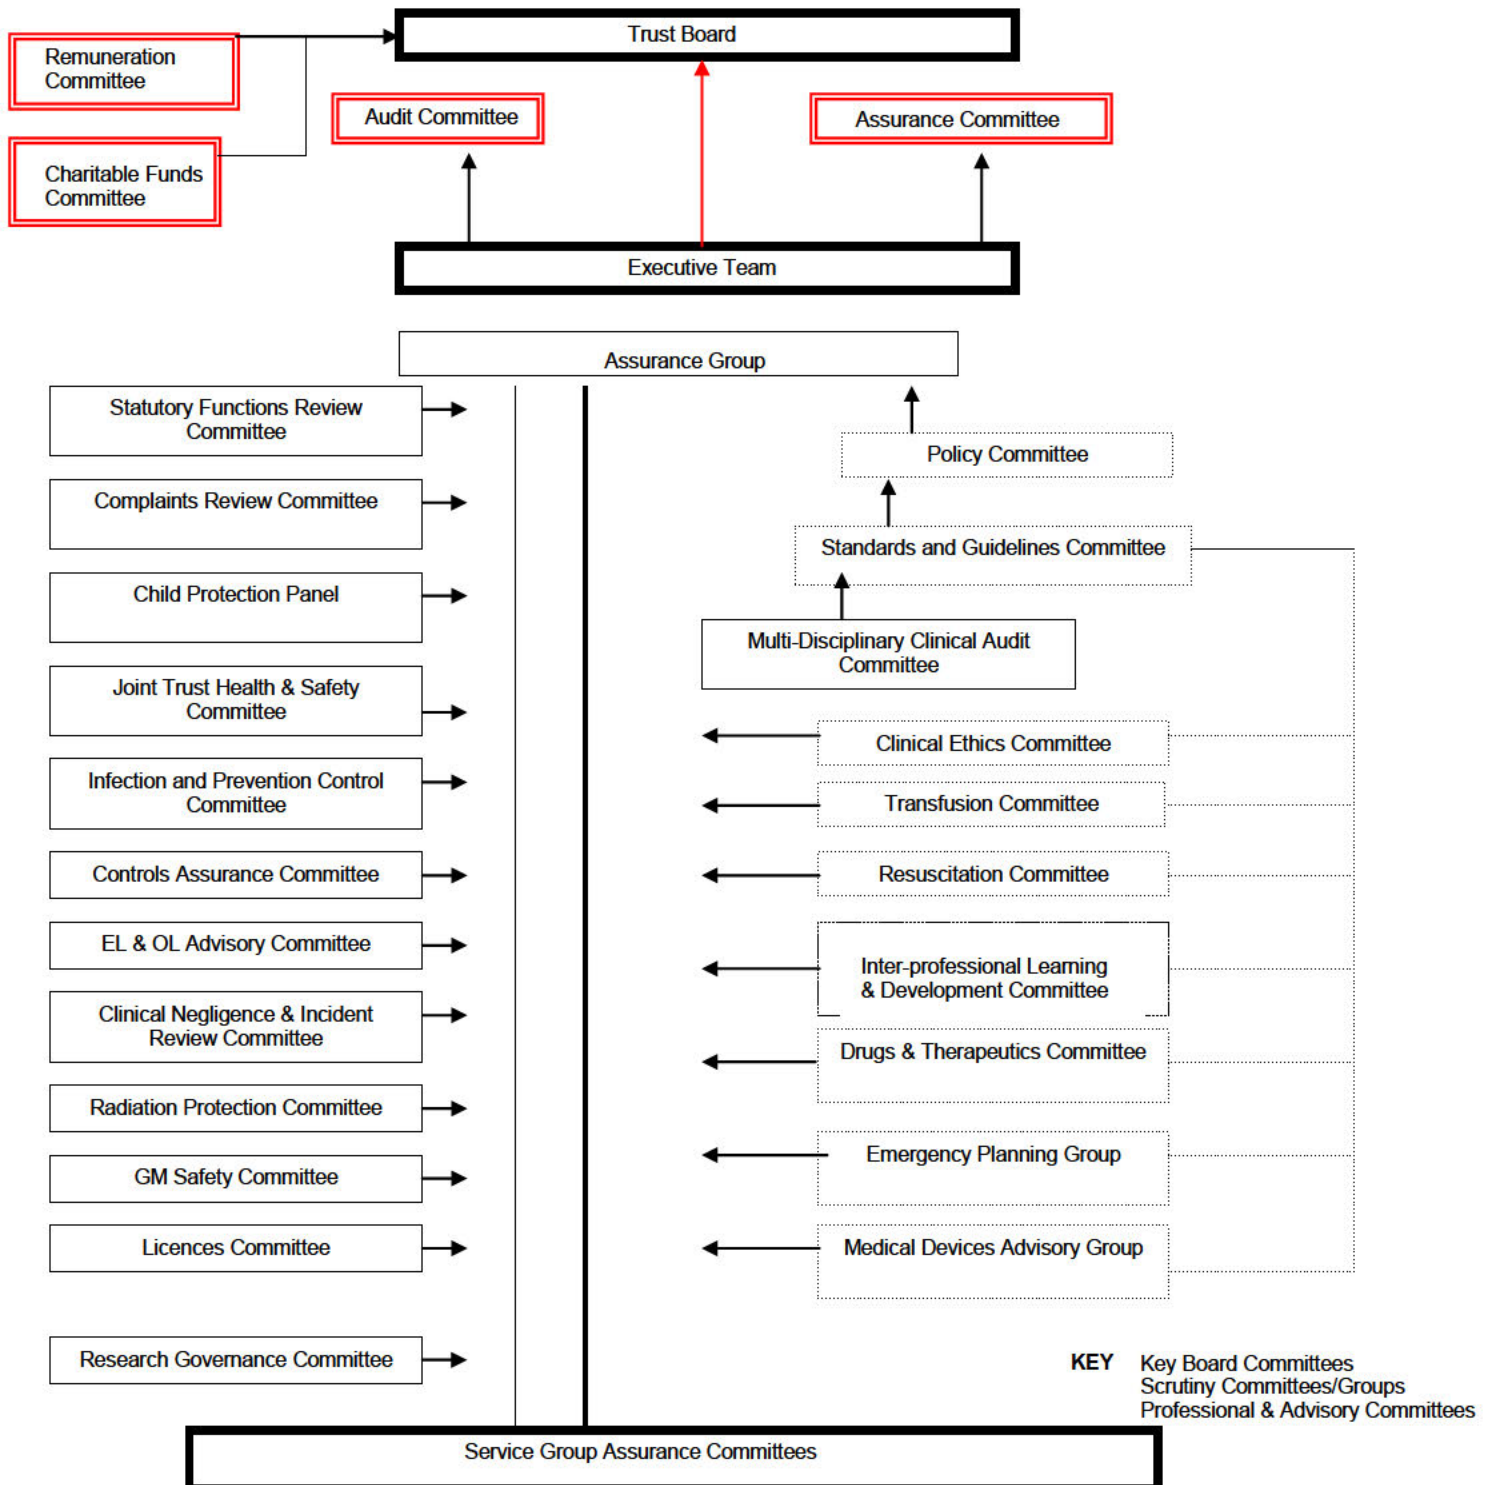 Trust Board
Remuneration
Committee
Audit Committee
Assurance Committee
Charitable Funds
Committee
Executive Team
Assurance Group
Statutory Functions Review
Committee
Complaints Review Committee
Child Protection Panel
Joint Trust Health & Safety
Committee
Infection and Prevention Control
Committee
Controls Assurance Committee
EL & OL Advisory Committee
Clinical Negligence & Incident
Review Committee
Radiation Protection Committee
GM Safety Committee
Licences Committee
Research Governance Committee
Policy Committee
Standards and Guidelines Committee
Multi-Disciplinary Clinical Audit
Committee
Clinical Ethics Committee
Transfusion Committee
Resuscitation Committee
Inter-professional Learning
& Development Committee
Drugs & Therapeutics Committee
Emergency Planning Group
Medical Devices Advisory Group
KEY Key Board Committees
Scrutiny Committees/Groups
Professional & Advisory Committees
Service Group Assurance Committees